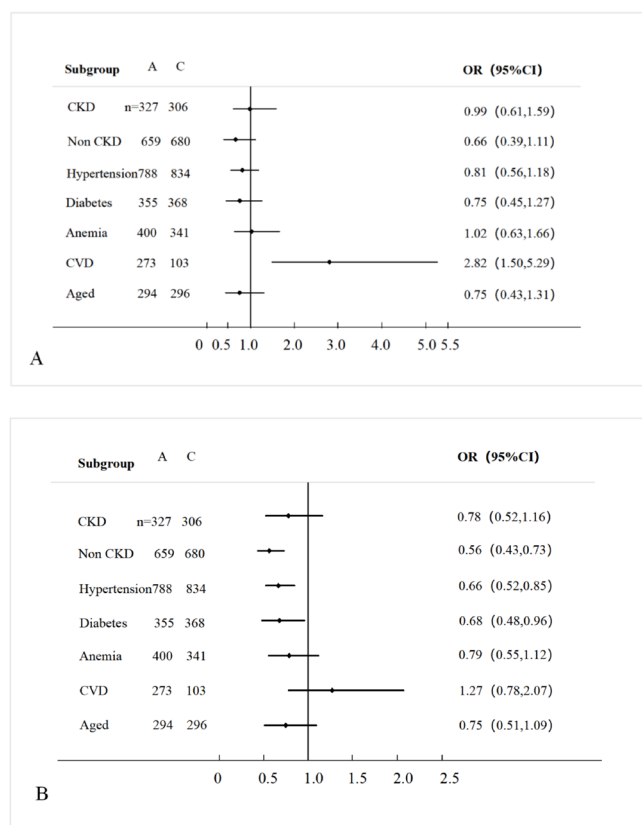 Subgroup A C OR (95%CI)
CKD n=327 306 0.99 (0.61,1.59)
Non CKD 659 680 0.66 (0.39,1.11)
Hypertension788 834 0.81 (0.56,1.18)
Diabetes 355 368 0.75 (0.45,1.27)
Anemia 400 341 1.02 (0.63,1.66)
CVD 273 103 2.82 (1.50,5.29)
Aged 294 296 0.75 (0.43,1.31)
0 0.5 1.0 2.0 3.0 4.0 5.0 5.5
A
Subgroup A C OR (95%CI)
CKD n=327 306 0.78 (0.52,1.16)
Non CKD 659 680 0.56 (0.43,0.73)
Hypertension788 834 0.66 (0.52,0.85)
Diabetes 355 368 0.68 (0.48,0.96)
Anemia 400 341 0.79 (0.55,1.12)
CVD 273 103 1.27 (0.78,2.07)
Aged 294 296 0.75 (0.51,1.09)
0 0.5 1.0 1.5 2.0 2.5
B